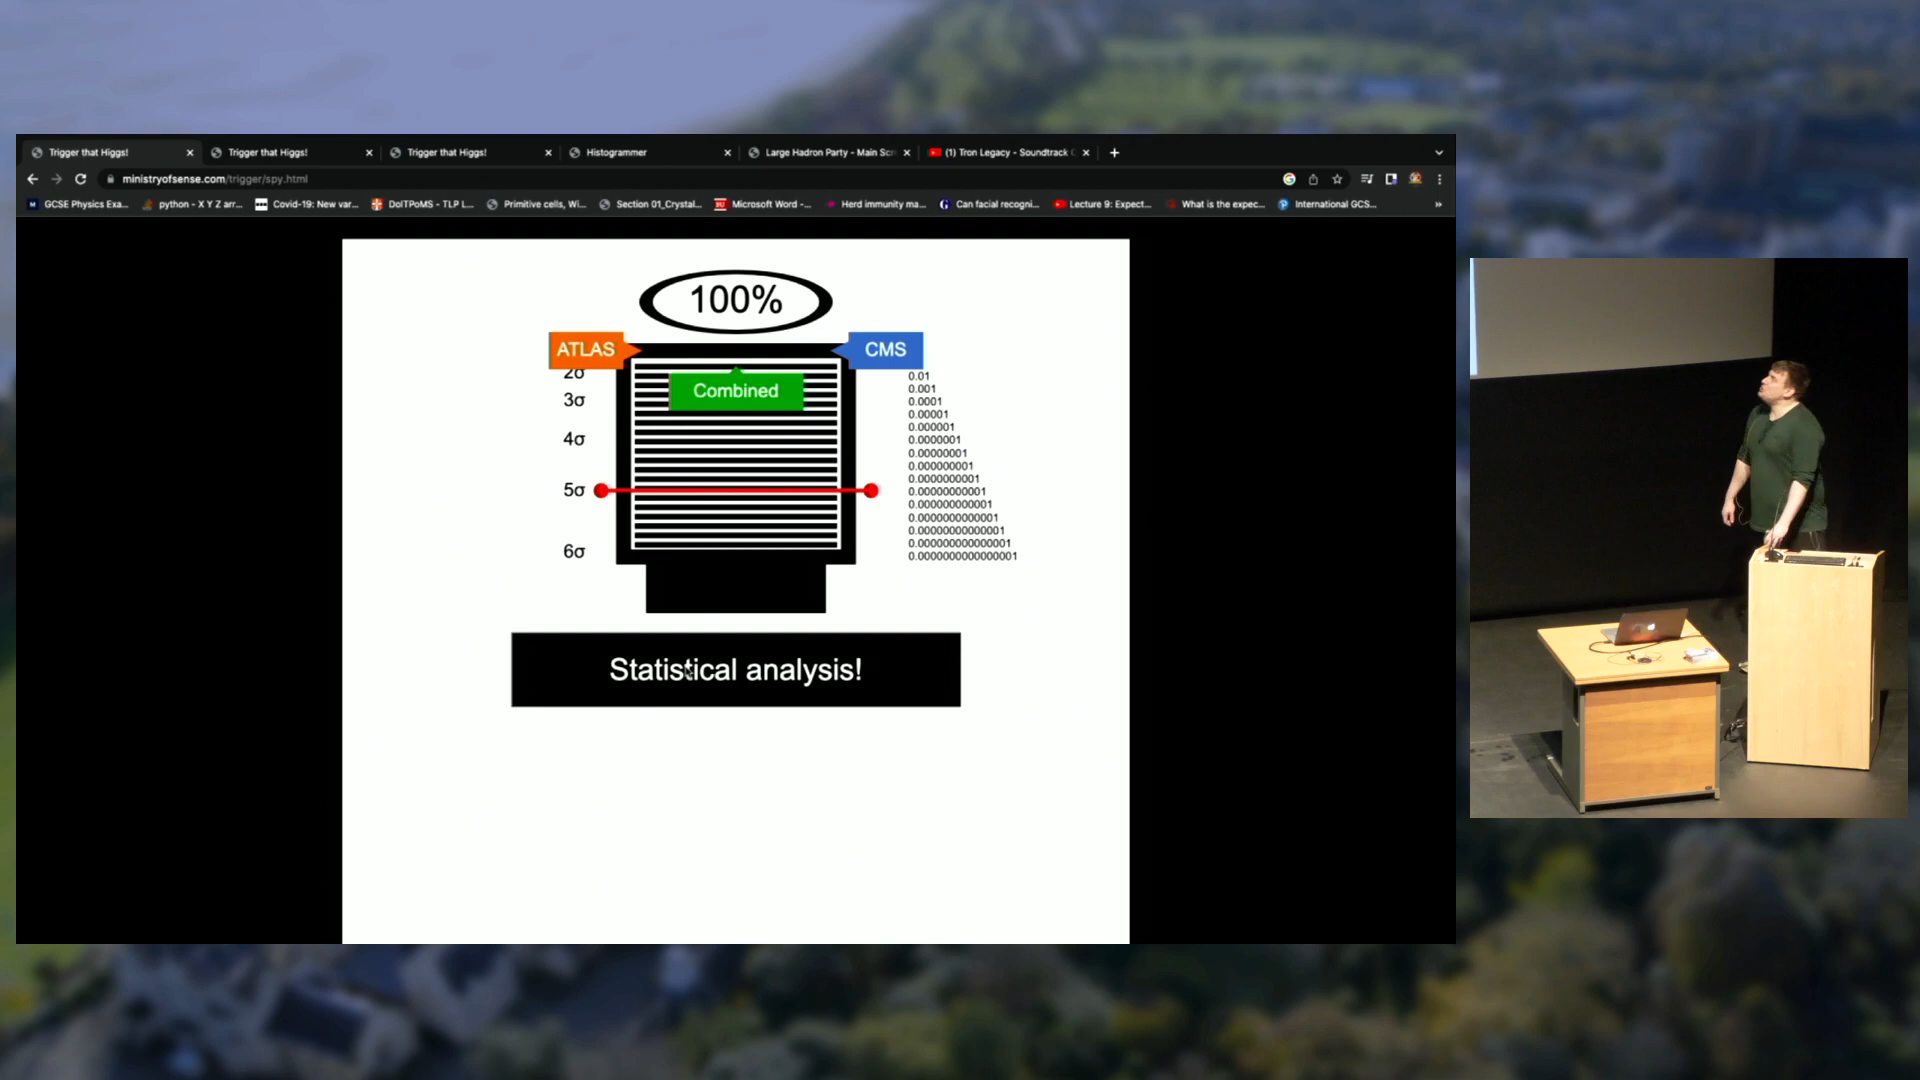 Trigger that Higgs!
Trigger that Higgs!
Trigger that Higgs!
Histogrammer
Large Hadron Party - Main Scr
(1) Tron Legacy - Soundtrack
ministryofsense.com/trigger/spy.html
GCSE Physics Exa...
python - X Y Z arr...
Covid-19: New var...
DoITPoMS - TLP L...
Primitive cells, Wi...
Section 01_Crystal...
Microsoft Word -...
Herd immunity ma...
Can facial recogni...
Lecture 9: Expect...
What is the expec...
International GCS...
100%
ATLAS
CMS
Combined
2σ
3σ
4σ
5σ
6σ
0.01
0.001
0.0001
0.00001
0.000001
0.0000001
0.00000001
0.000000001
0.0000000001
0.00000000001
0.000000000001
0.0000000000001
0.00000000000001
0.000000000000001
0.0000000000000001
Statistical analysis!